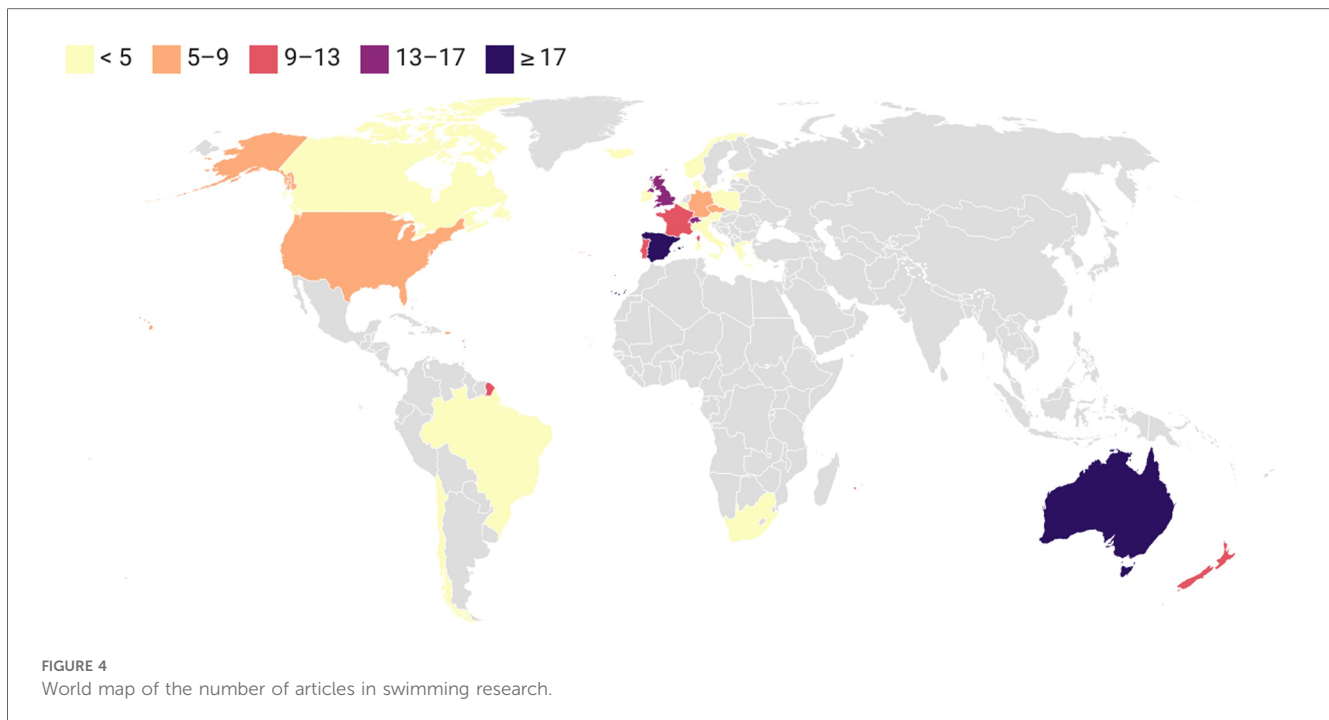 < 5 5–9 9–13 13–17 ≥ 17
FIGURE 4
World map of the number of articles in swimming research.